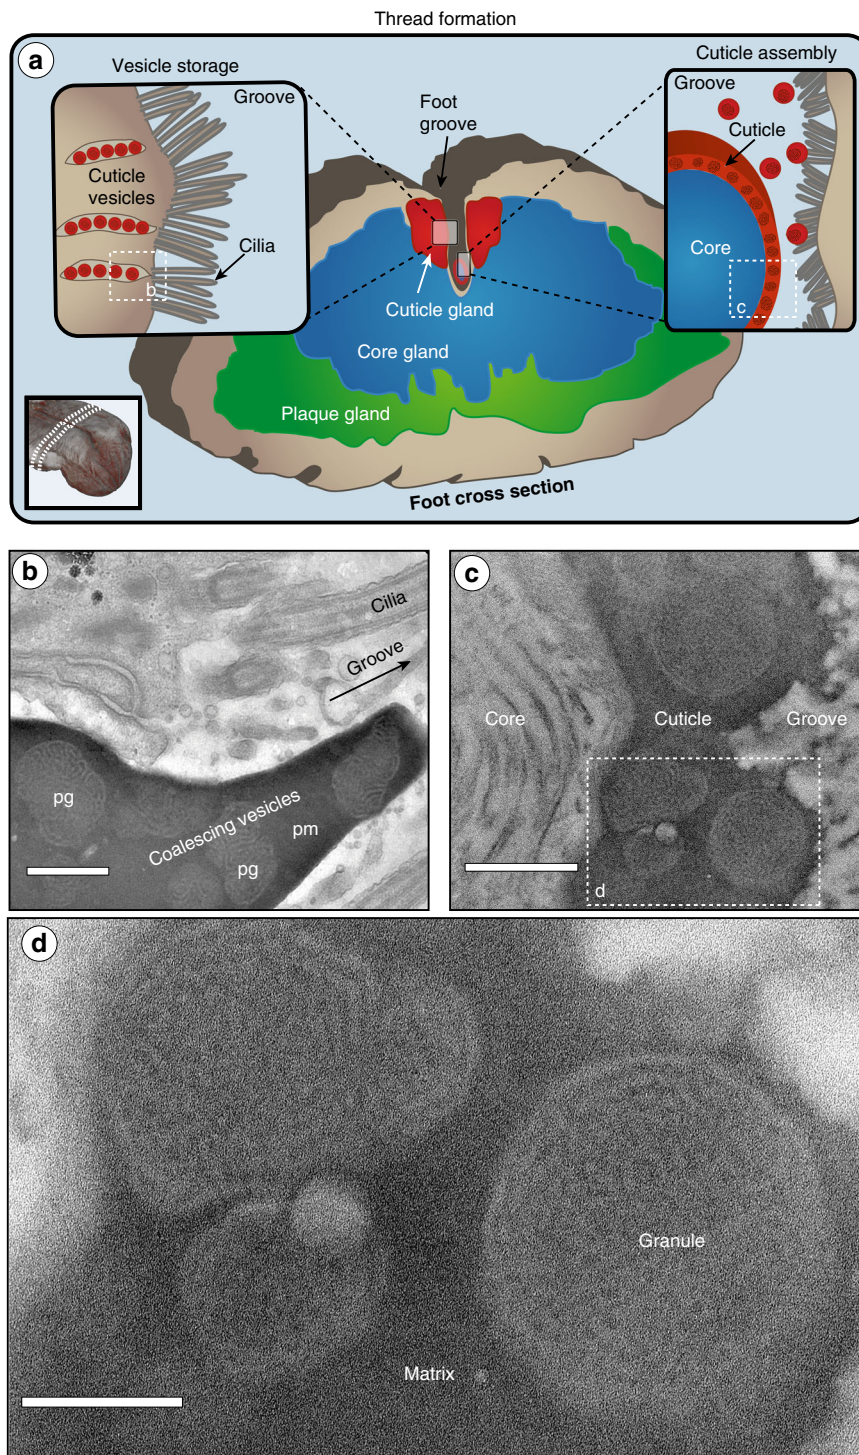 Thread formation
a
Vesicle storage
Groove
Cuticle
vesicles
Cilia
b
Foot
groove
Cuticle assembly
Groove
Cuticle
Core
c
Cuticle gland
Core gland
Plaque gland
Foot cross section
b
Cilia
Groove
pg
Coalescing vesicles
pm
pg
c
Core
Cuticle
Groove
d
d
Granule
Matrix